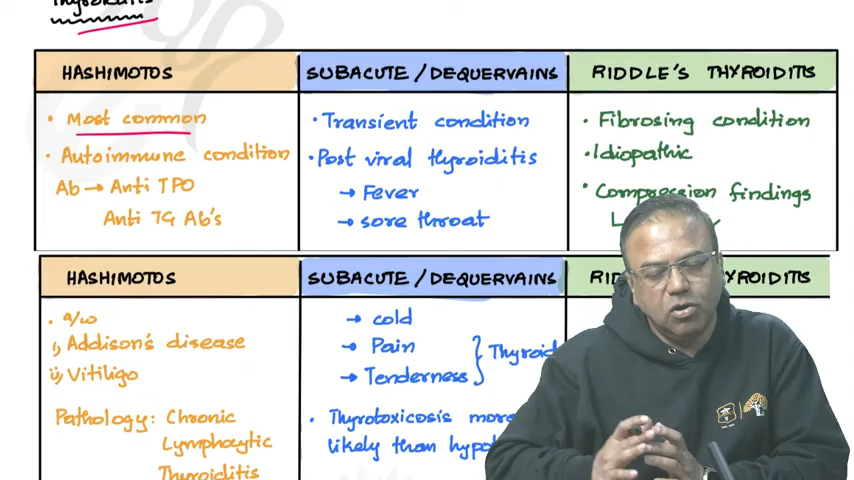 Thyroiditis
HASHIMOTOS
SUBACUTE / DEQUERVAINS
RIDDLE'S THYROIDITIS
• Most common
• Autoimmune condition
Ab → Anti TPO
Anti TG Ab's
• Transient condition
• Post viral thyroiditis
→ Fever
→ sore throat
• Fibrosing condition
• Idiopathic
• Compression findings
HASHIMOTOS
SUBACUTE / DEQUERVAINS
• a/w
i, Addison's disease
ii, Vitiligo
Pathology: Chronic
Lymphocytic
Thyroiditis
→ cold
→ Pain
→ Tenderness
Thyroid
• Thyrotoxicosis more
likely than